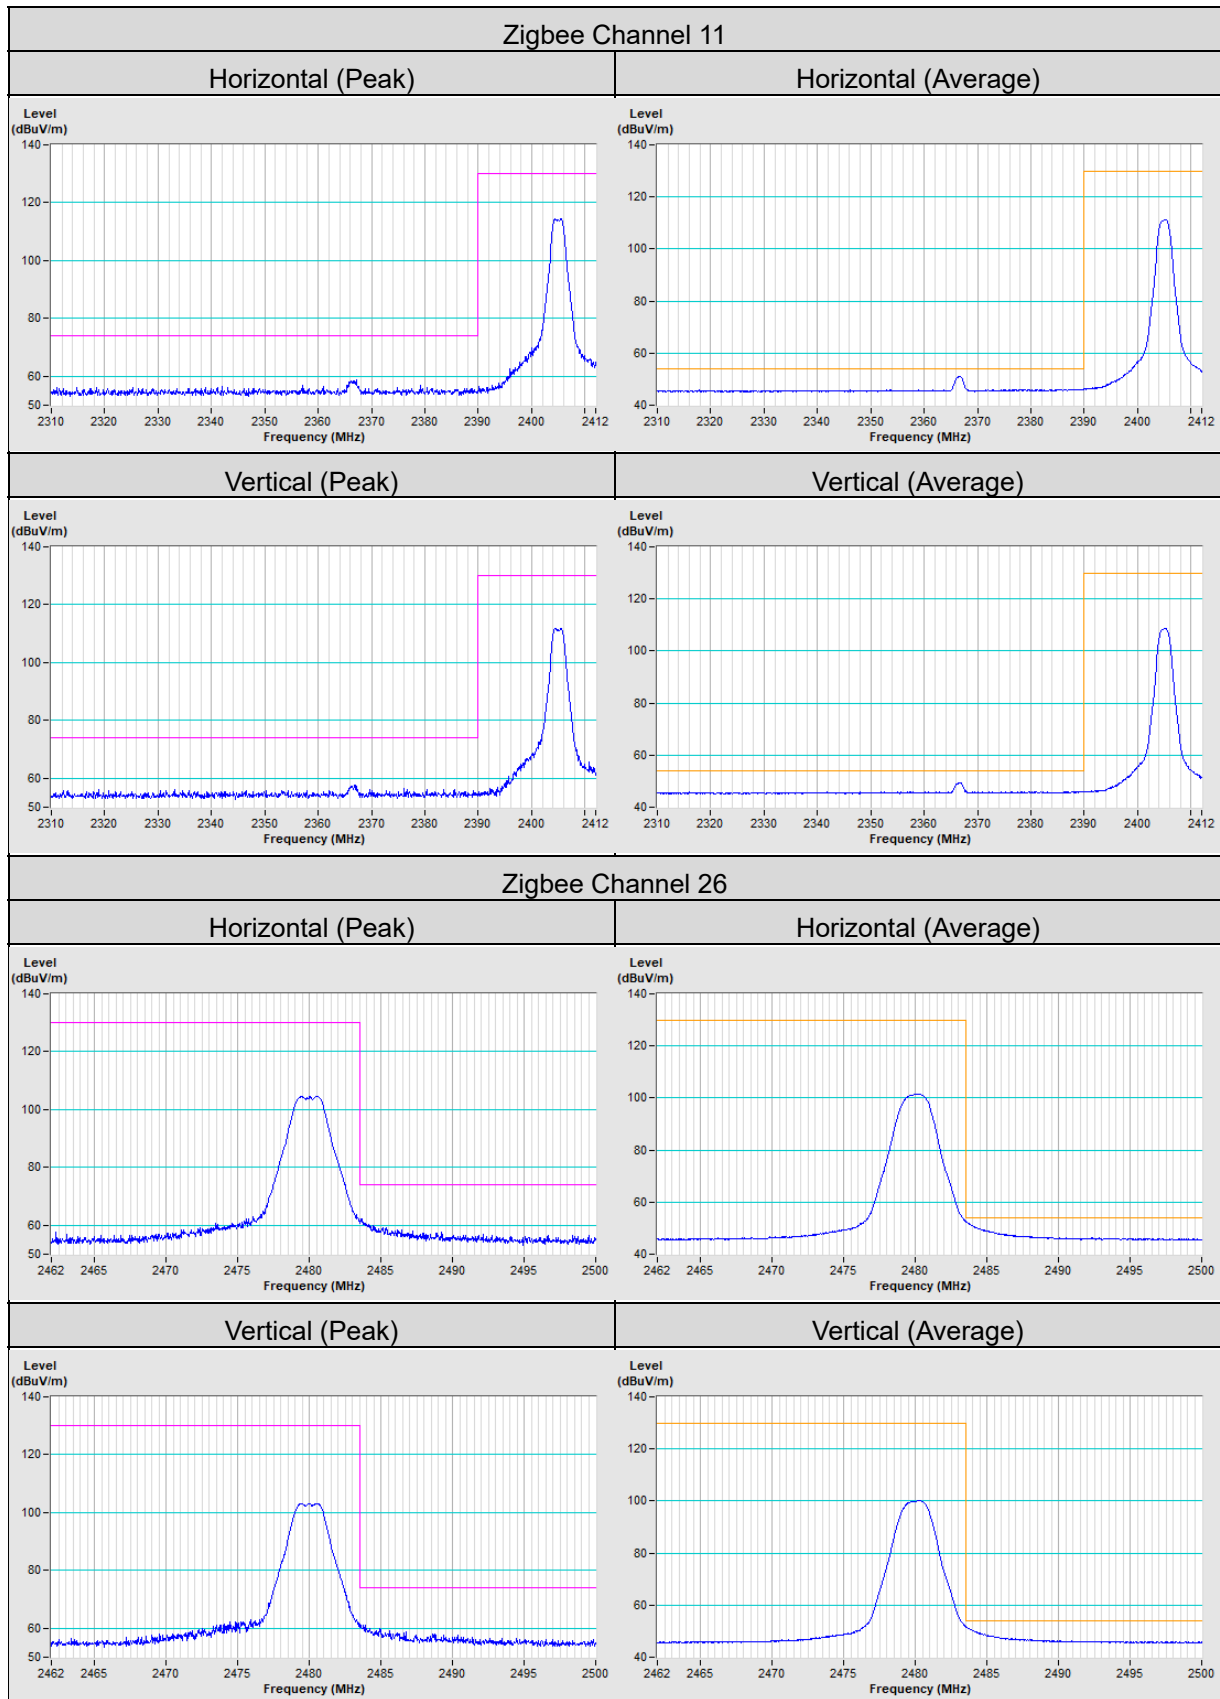 Zigbee Channel 11
Horizontal (Peak) Horizontal (Average)
Level
(dBuV/m)
140
120
100
80
60
50
2310 2320 2330 2340 2350 2360 2370 2380 2390 2400 2412
Frequency (MHz)
Level
(dBuV/m)
140
120
100
80
60
40
2310 2320 2330 2340 2350 2360 2370 2380 2390 2400 2412
Frequency (MHz)
Vertical (Peak) Vertical (Average)
Level
(dBuV/m)
140
120
100
80
60
50
2310 2320 2330 2340 2350 2360 2370 2380 2390 2400 2412
Frequency (MHz)
Level
(dBuV/m)
140
120
100
80
60
40
2310 2320 2330 2340 2350 2360 2370 2380 2390 2400 2412
Frequency (MHz)
Zigbee Channel 26
Horizontal (Peak) Horizontal (Average)
Level
(dBuV/m)
140
120
100
80
60
50
2462 2465 2470 2475 2480 2485 2490 2495 2500
Frequency (MHz)
Level
(dBuV/m)
140
120
100
80
60
40
2462 2465 2470 2475 2480 2485 2490 2495 2500
Frequency (MHz)
Vertical (Peak) Vertical (Average)
Level
(dBuV/m)
140
120
100
80
60
50
2462 2465 2470 2475 2480 2485 2490 2495 2500
Frequency (MHz)
Level
(dBuV/m)
140
120
100
80
60
40
2462 2465 2470 2475 2480 2485 2490 2495 2500
Frequency (MHz)